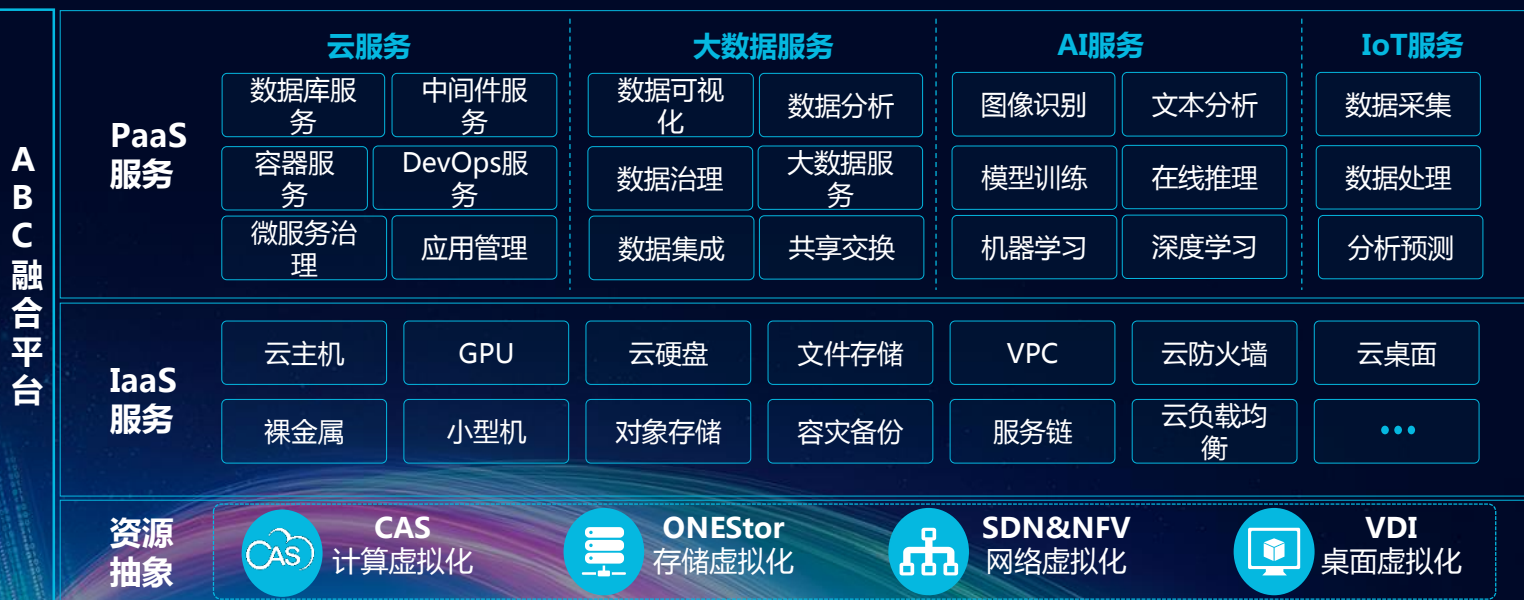 A
B
C
融
合
平
台
PaaS
服务
云服务
大数据服务
AI服务
IoT服务
数据库服
务
中间件服
务
数据可视
化
数据分析
图像识别
文本分析
数据采集
容器服
务
DevOps服
务
数据治理
大数据服
务
模型训练
在线推理
数据处理
微服务治
理
应用管理
数据集成
共享交换
机器学习
深度学习
分析预测
IaaS
服务
云主机
GPU
云硬盘
文件存储
VPC
云防火墙
云桌面
裸金属
小型机
对象存储
容灾备份
服务链
云负载均
衡
•••
资源
抽象
CAS
CAS
计算虚拟化
ONEStor
存储虚拟化
SDN&NFV
网络虚拟化
VDI
桌面虚拟化